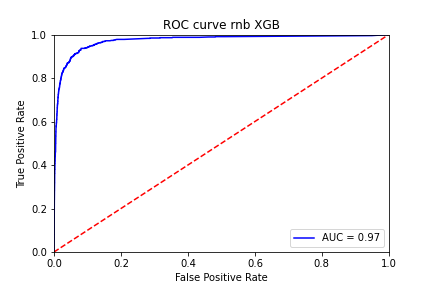 ROC curve rnb XGB
True Positive Rate
1.0
0.8
0.6
0.4
0.2
0.0
AUC = 0.97
0.0 0.2 0.4 0.6 0.8 1.0
False Positive Rate